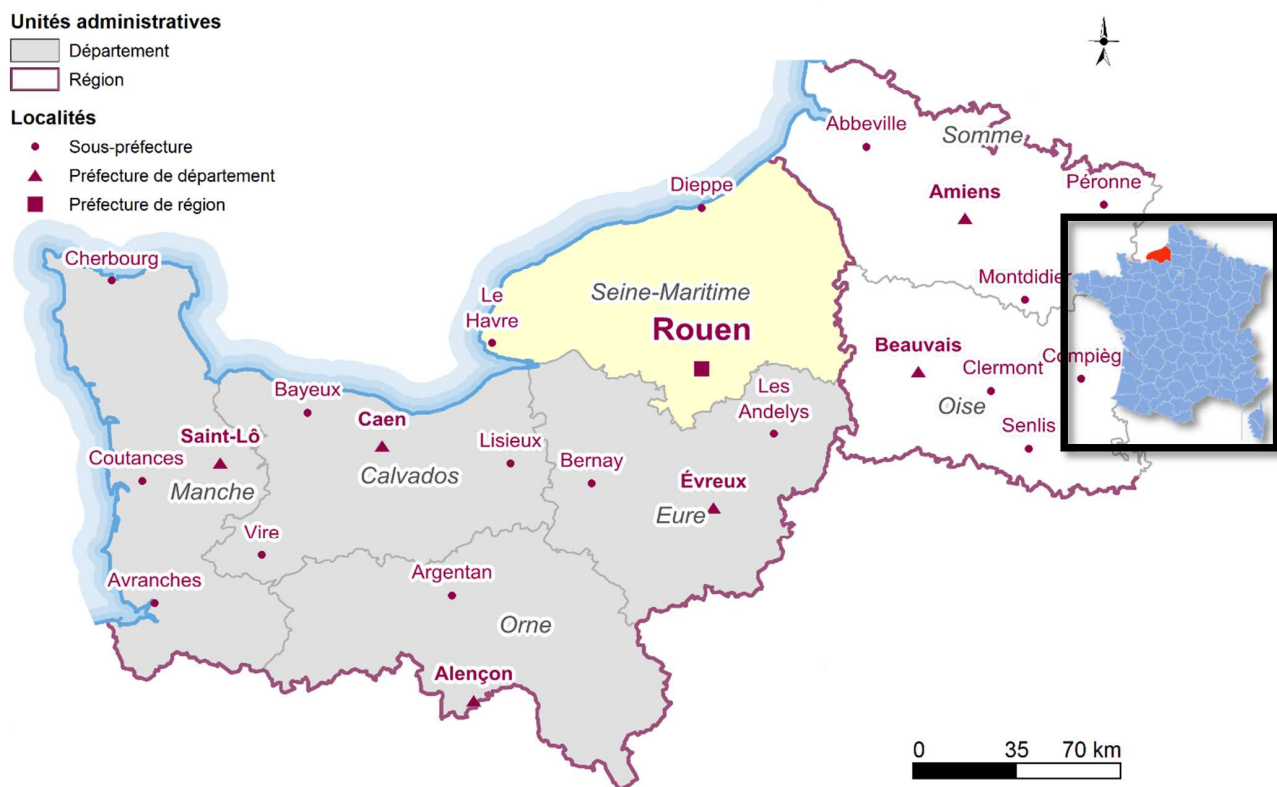 Unités administratives
Département
Région
Localités
Sous-préfecture
Préfecture de département
Préfecture de région
Abbeville
Somme
Péronne
Dieppe
Amiens
Cherbourg
Montdidier
Seine-Maritime
Le
Havre
Rouen
Beauvais
Clermont
Compièg
Oise
Senlis
Les
Andelys
Bayeux
Caen
Lisieux
Saint-Lô
Coutances
Manche
Calvados
Bernay
Évreux
Eure
Vire
Avranches
Argentan
Orne
Alençon
0 35 70 km